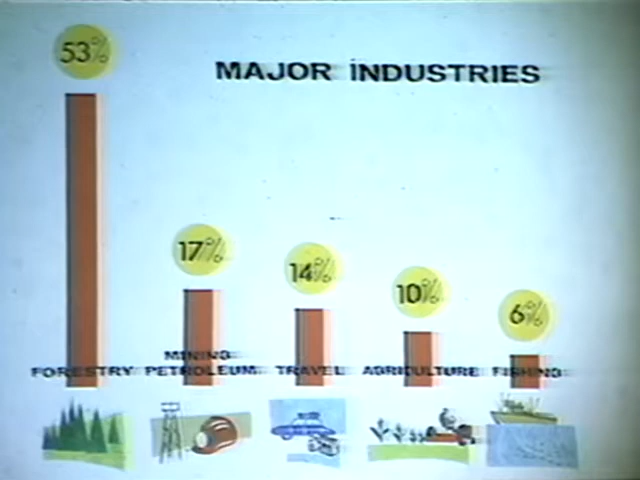 53%
MAJOR INDUSTRIES
17%
14%
10%
6%
MINING
FORESTRY PETROLEUM TRAVEL AGRICULTURE FISHING